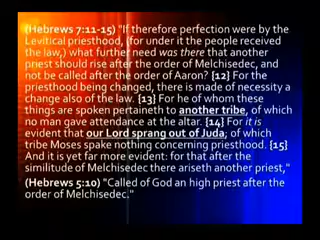 (Hebrews 7:11-15) "If therefore perfection were by the
Levitical priesthood, (for under it the people received
the law,) what further need was there that another
priest should rise after the order of Melchisedec, and
not be called after the order of Aaron? {12} For the
priesthood being changed, there is made of necessity a
change also of the law. {13} For he of whom these
things are spoken pertaineth to another tribe, of which
no man gave attendance at the altar. {14} For it is
evident that our Lord sprang out of Juda; of which
tribe Moses spake nothing concerning priesthood. {15}
And it is yet far more evident: for that after the
similitude of Melchisedec there ariseth another priest,"
(Hebrews 5:10) "Called of God an high priest after the
order of Melchisedec."